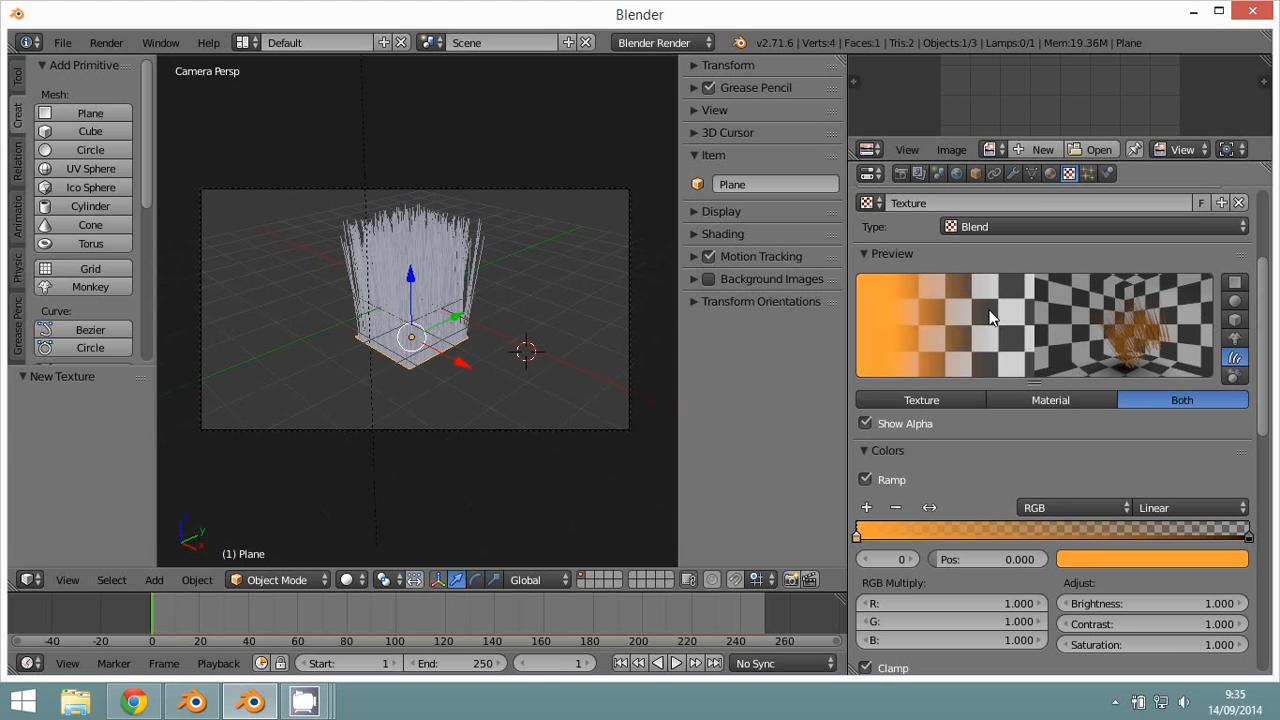 Blender
File Render Window Help Default Scene Blender Render v2.71.6 | Verts:4 | Faces:1 | Tris:2 | Objects:1/3 | Lamps:0/1 | Mem:19.36M | Plane
Tool
Creat
Relation
Animatio
Physic
Grease Penc
Add Primitive
Mesh:
Plane
Cube
Circle
UV Sphere
Ico Sphere
Cylinder
Cone
Torus
Grid
Monkey
Curve:
Bezier
Circle
New Texture
Camera Persp
(1) Plane
z
y
x
Transform
Grease Pencil
View
3D Cursor
Item
Plane
Display
Shading
Motion Tracking
Background Images
Transform Orientations
View Image New Open View
Texture F
Type: Blend
Preview
Texture Material Both
Show Alpha
Colors
Ramp
RGB Linear
0 Pos: 0.000
RGB Multiply: Adjust:
R: 1.000 Brightness: 1.000
G: 1.000 Contrast: 1.000
B: 1.000 Saturation: 1.000
Clamp
View Select Add Object Object Mode Global
-40 -20 0 20 40 60 80 100 120 140 160 180 200 220 240 260
View Marker Frame Playback Start: 1 End: 250 1 No Sync
9:35
14/09/2014